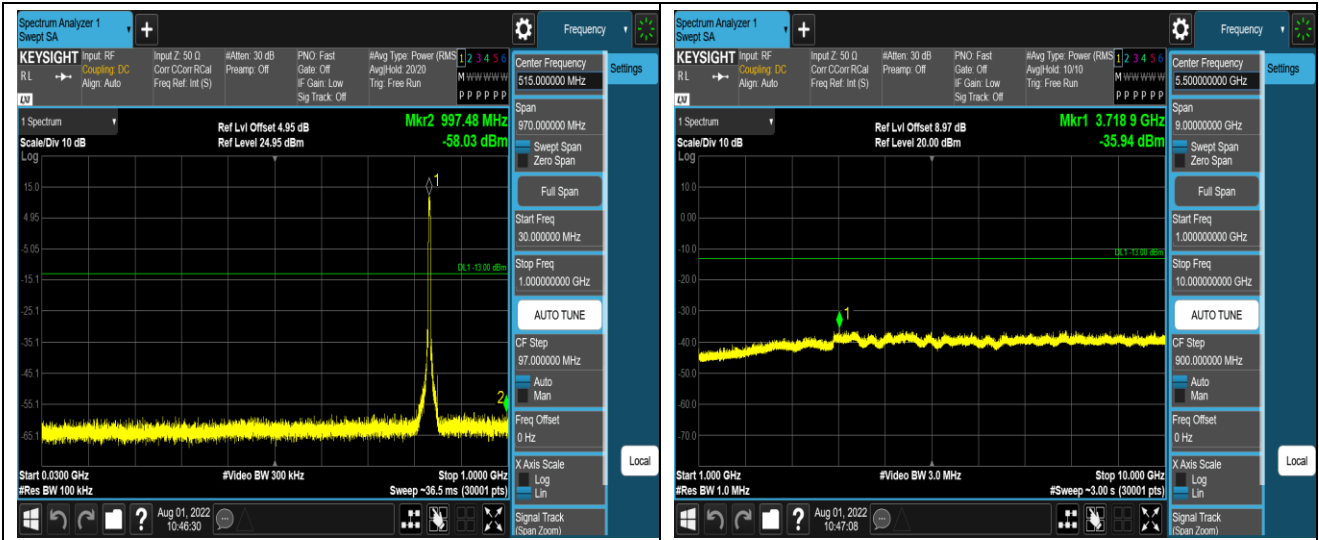 Spectrum Analyzer 1
Swept SA
+
Frequency
KEYSIGHT
RL
LXI
Input: RF
Coupling: DC
Align: Auto
Input Z: 50 Ω
Corr CCorr RCal
Freq Ref: Int (S)
#Atten: 30 dB
Preamp: Off
PNO: Fast
Gate: Off
IF Gain: Low
Sig Track: Off
#Avg Type: Power (RMS
Avg|Hold: 20/20
Trig: Free Run
1 2 3 4 5 6
M W W W W W
P P P P P P
1 Spectrum
Scale/Div 10 dB
Log
Ref Lvl Offset 4.95 dB
Ref Level 24.95 dBm
Mkr2 997.48 MHz
-58.03 dBm
15.0
4.95
-5.05
-15.1
-25.1
-35.1
-45.1
-55.1
-65.1
1
DL1 -13.00 dBm
2
Start 0.0300 GHz
#Res BW 100 kHz
#Video BW 300 kHz
Stop 1.0000 GHz
Sweep ~36.5 ms (30001 pts)
Aug 01, 2022
10:46:30
?
Center Frequency
515.000000 MHz
Span
970.000000 MHz
Swept Span
Zero Span
Full Span
Start Freq
30.000000 MHz
Stop Freq
1.000000000 GHz
AUTO TUNE
CF Step
97.000000 MHz
Auto
Man
Freq Offset
0 Hz
X Axis Scale
Log
Lin
Signal Track
(Span Zoom)
Settings
Local
Spectrum Analyzer 1
Swept SA
+
Frequency
KEYSIGHT
RL
LXI
Input: RF
Coupling: DC
Align: Auto
Input Z: 50 Ω
Corr CCorr RCal
Freq Ref: Int (S)
#Atten: 30 dB
Preamp: Off
PNO: Fast
Gate: Off
IF Gain: Low
Sig Track: Off
#Avg Type: Power (RMS
Avg|Hold: 10/10
Trig: Free Run
1 2 3 4 5 6
M W W W W W
P P P P P P
1 Spectrum
Scale/Div 10 dB
Log
Ref Lvl Offset 8.97 dB
Ref Level 20.00 dBm
Mkr1 3.718 9 GHz
-35.94 dBm
10.0
0.00
-10.0
-20.0
-30.0
-40.0
-50.0
-60.0
-70.0
DL1 -13.00 dBm
1
Start 1.000 GHz
#Res BW 1.0 MHz
#Video BW 3.0 MHz
Stop 10.000 GHz
#Sweep ~3.00 s (30001 pts)
Aug 01, 2022
10:47:08
?
Center Frequency
5.500000000 GHz
Span
9.00000000 GHz
Swept Span
Zero Span
Full Span
Start Freq
1.000000000 GHz
Stop Freq
10.000000000 GHz
AUTO TUNE
CF Step
900.000000 MHz
Auto
Man
Freq Offset
0 Hz
X Axis Scale
Log
Lin
Signal Track
(Span Zoom)
Settings
Local